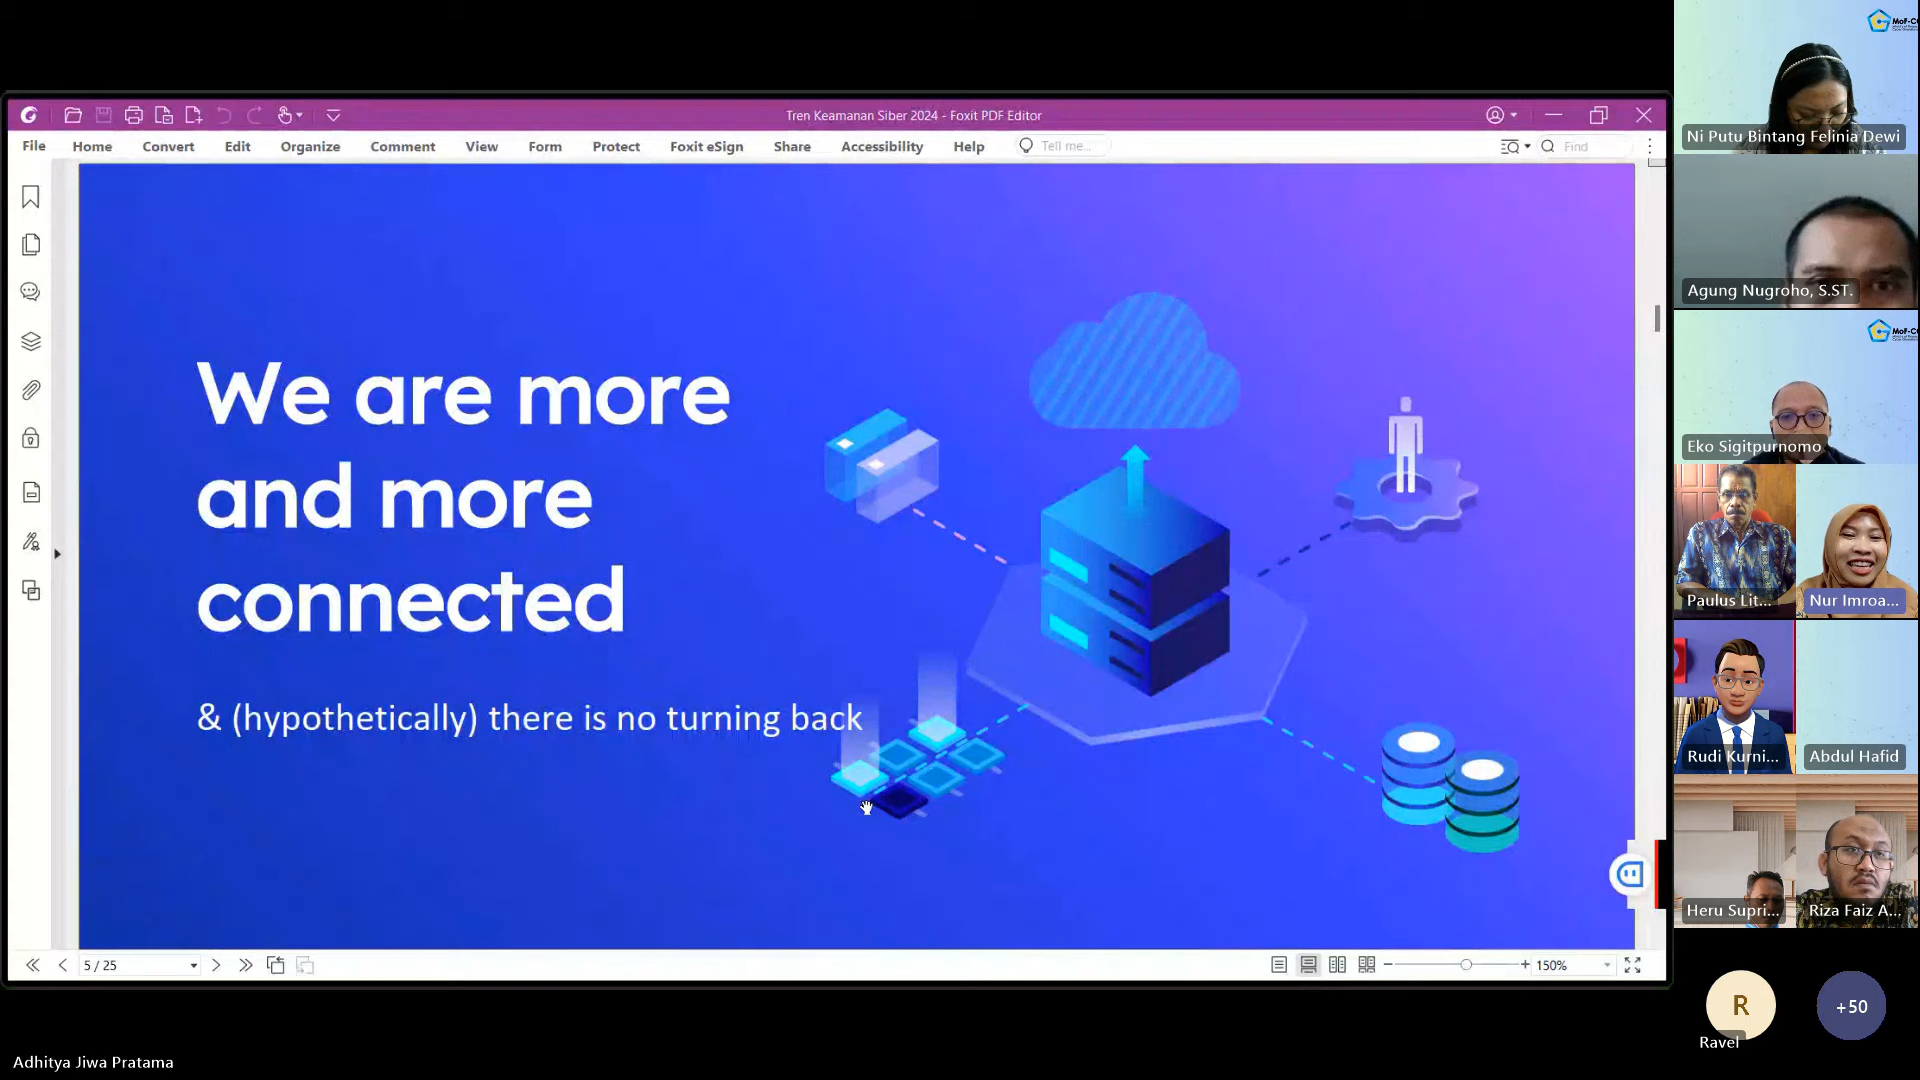 Tren Keamanan Siber 2024 - Foxit PDF Editor
File Home Convert Edit Organize Comment View Form Protect Foxit eSign Share Accessibility Help Tell me... Find
We are more
and more
connected
& (hypothetically) there is no turning back
5 / 25
150%
Ni Putu Bintang Felinia Dewi
Agung Nugroho, S.ST.
Eko Sigitpurnomo
Paulus Lit... Nur Imroa...
Rudi Kurni... Abdul Hafid
Heru Supri... Riza Faiz A...
R
+50
Ravel
Adhitya Jiwa Pratama